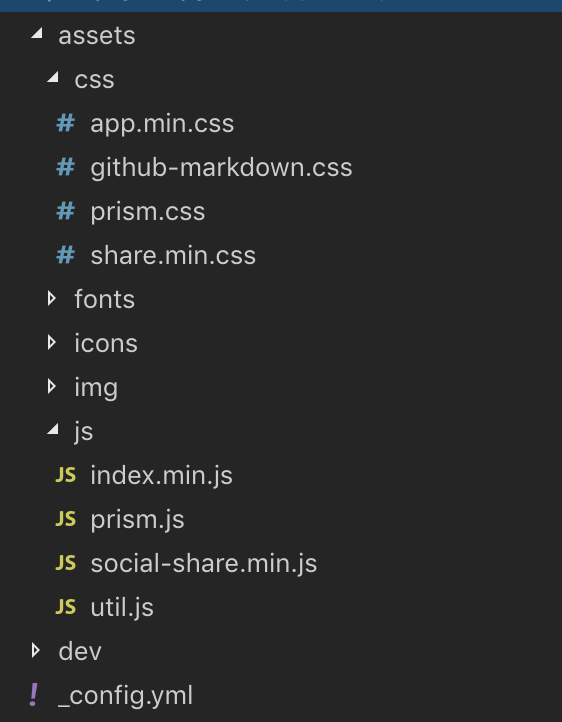 assets
css
# app.min.css
# github-markdown.css
# prism.css
# share.min.css
fonts
icons
img
js
JS index.min.js
JS prism.js
JS social-share.min.js
JS util.js
dev
! _config.yml